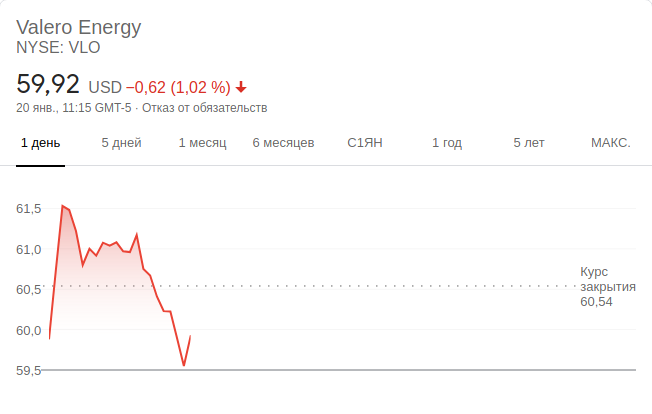 Valero Energy
NYSE: VLO
59,92 USD −0,62 (1,02 %)
20 янв., 11:15 GMT-5 · Отказ от обязательств
1 день 5 дней 1 месяц 6 месяцев С1ЯН 1 год 5 лет МАКС.
61,5
61,0
60,5
60,0
59,5
Курс
закрытия
60,54